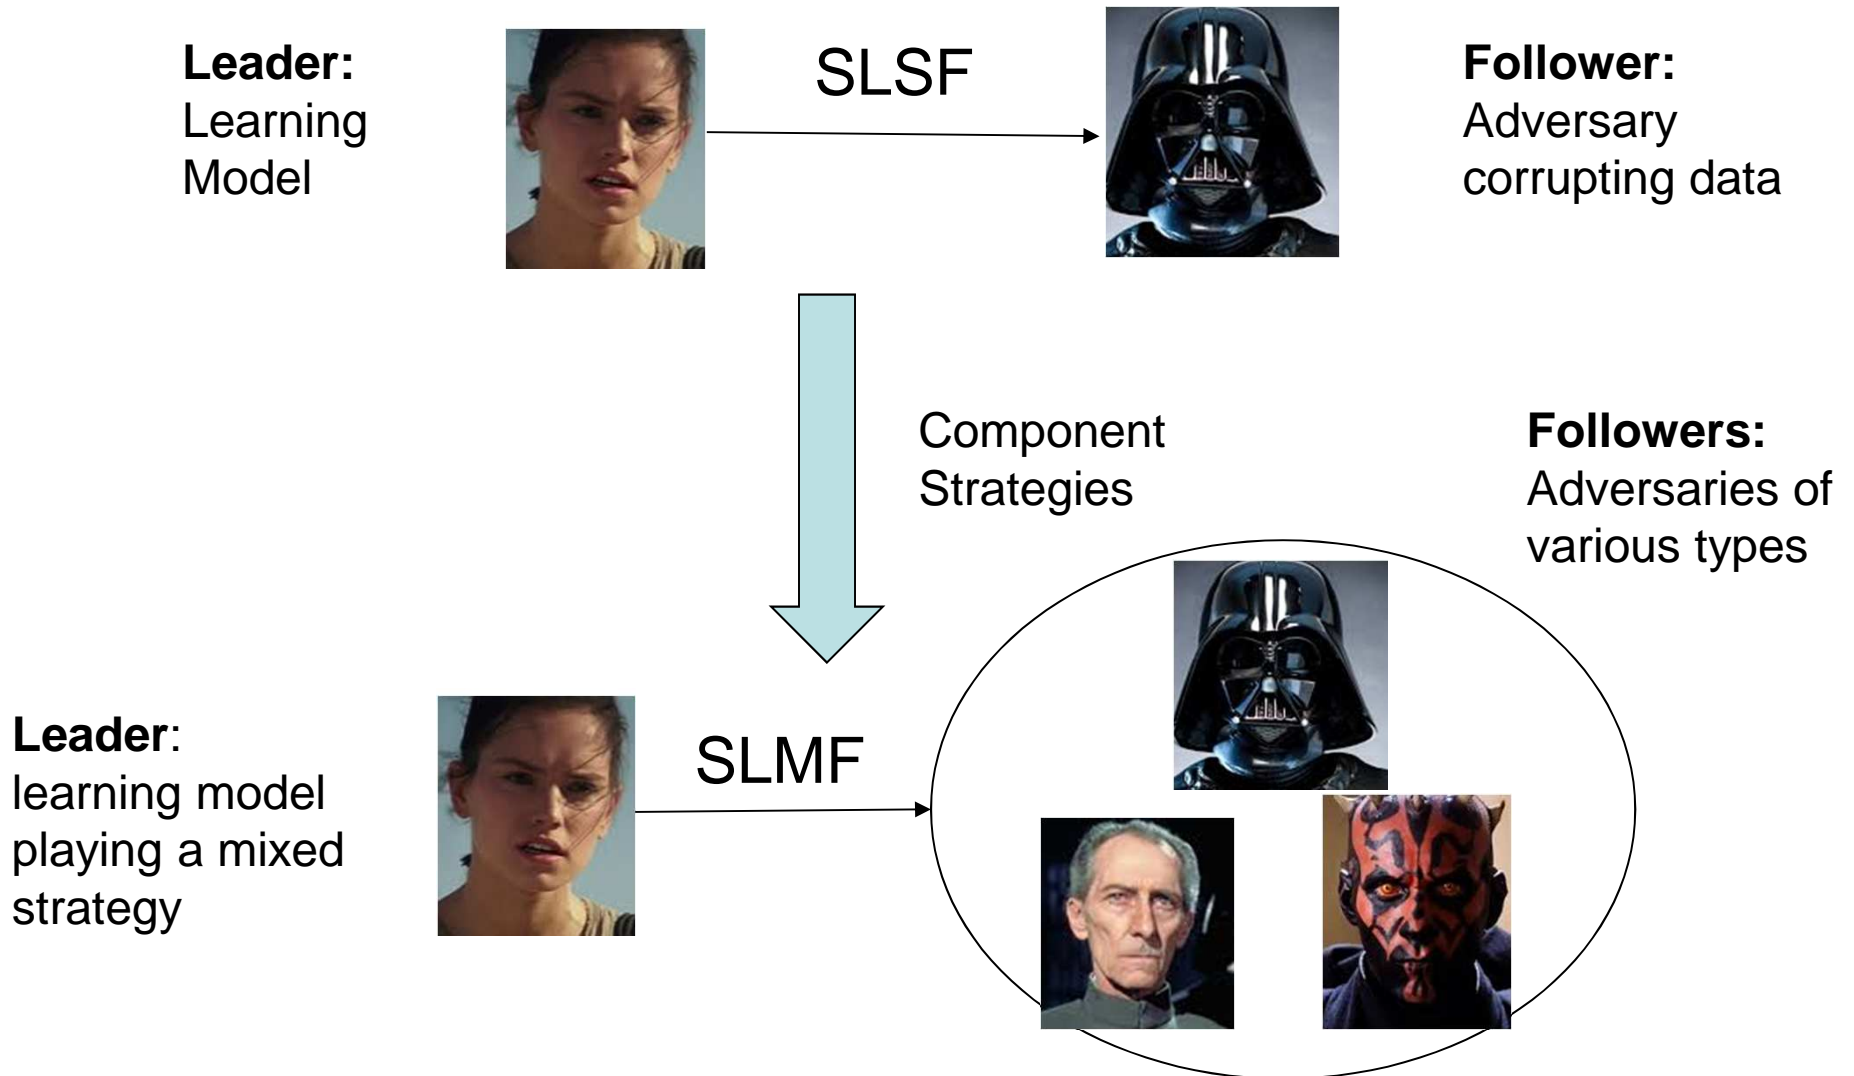 Leader:
Learning
Model
SLSF
Follower:
Adversary
corrupting data
Component
Strategies
Followers:
Adversaries of
various types
Leader:
learning model
playing a mixed
strategy
SLMF